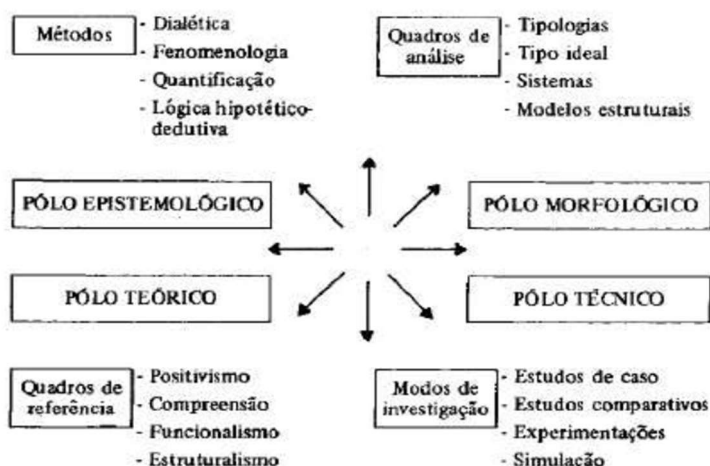 Métodos
- Dialética
- Fenomenologia
- Quantificação
- Lógica hipotético-
dedutiva
Quadros de
análise
- Tipologias
- Tipo ideal
- Sistemas
- Modelos estruturais
PÓLO EPISTEMOLÓGICO
PÓLO MORFOLÓGICO
PÓLO TEÓRICO
PÓLO TÉCNICO
Quadros de
referência
- Positivismo
- Compreensão
- Funcionalismo
- Estruturalismo
Modos de
investigação
- Estudos de caso
- Estudos comparativos
- Experimentações
- Simulação